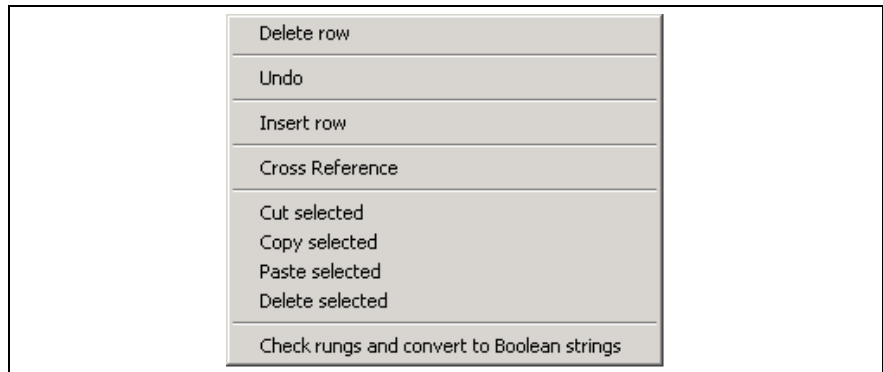 Delete row
Undo
Insert row
Cross Reference
Cut selected
Copy selected
Paste selected
Delete selected
Check rungs and convert to Boolean strings